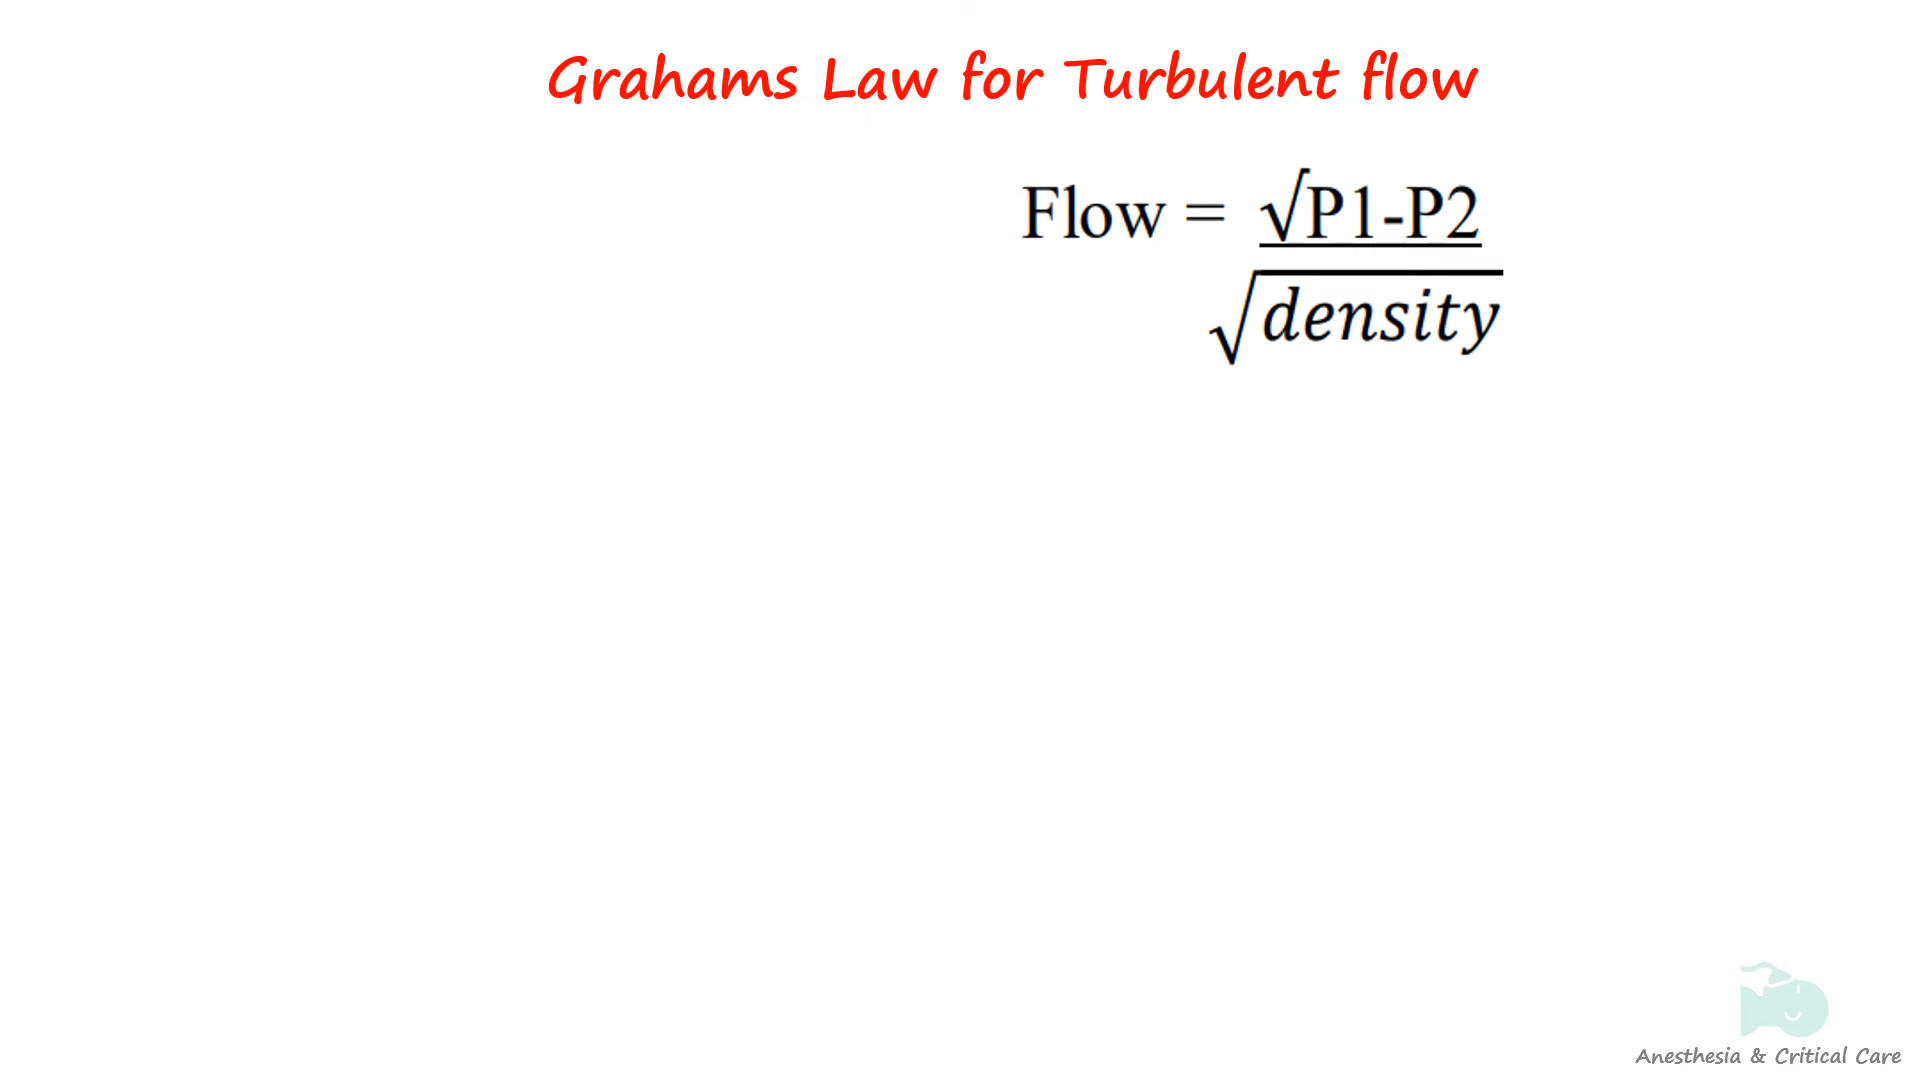 Grahams Law for Turbulent flow
Flow = √P1-P2
√density
Anesthesia & Critical Care